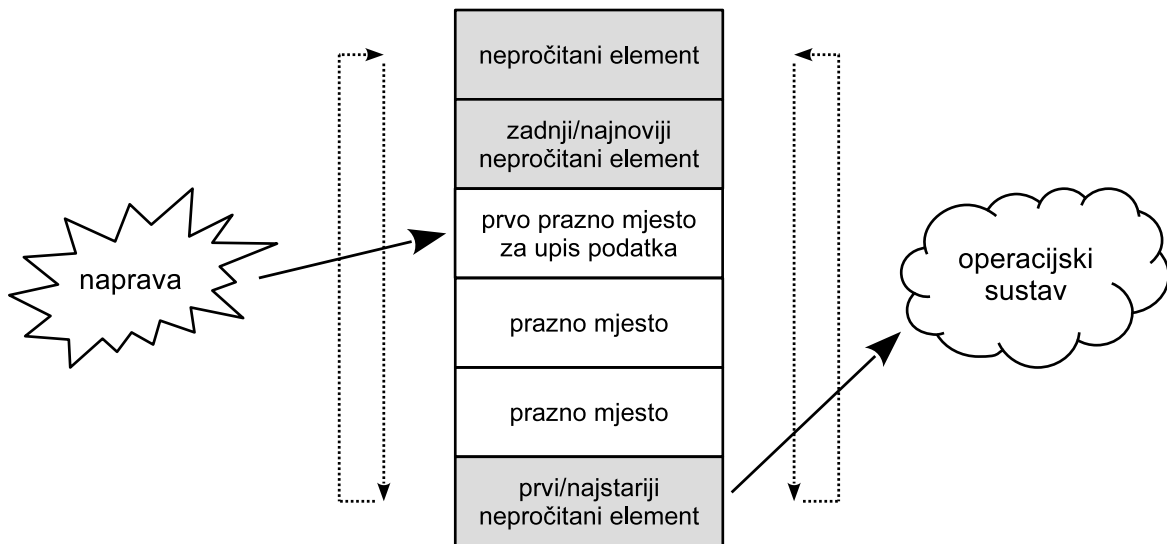 nepročitani element
zadnji/najnoviji
nepročitani element
prvo prazno mjesto
za upis podatka
naprava
operacijski
sustav
prazno mjesto
prazno mjesto
prvi/najstariji
nepročitani element